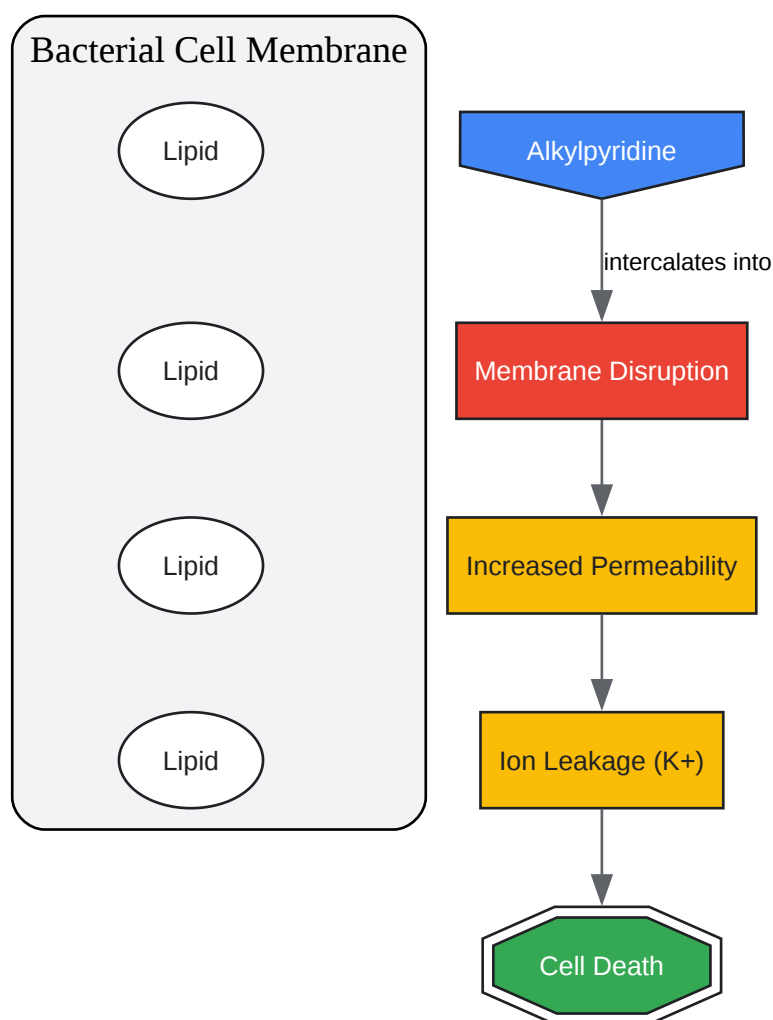 Bacterial Cell Membrane
Lipid
Alkylpyridine
intercalates into
Lipid
Membrane Disruption
Lipid
Increased Permeability
Lipid
Ion Leakage (K+)
Cell Death